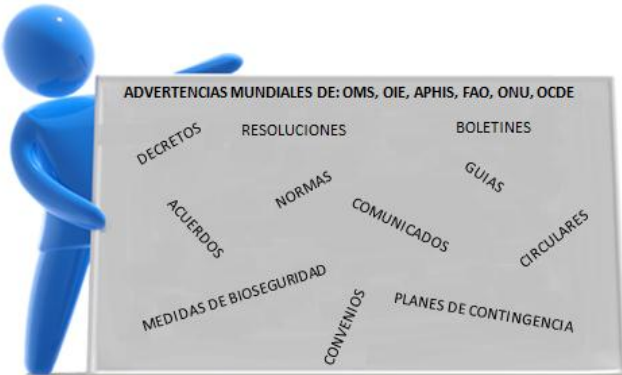 ADVERTENCIAS MUNDIALES DE: OMS, OIE, APHIS, FAO, ONU, OCDE
DECRETOS
RESOLUCIONES
BOLETINES
ACUERDOS
NORMAS
COMUNICADOS
GUIAS
CIRCULARES
MEDIDAS DE BIOSEGURIDAD
CONVENIOS
PLANES DE CONTINGENCIA